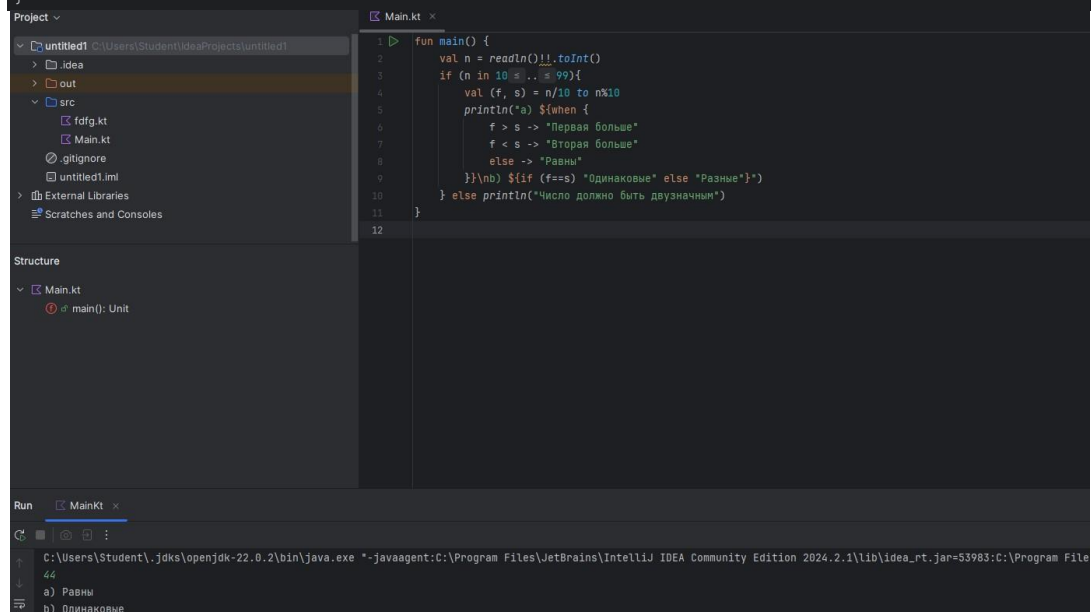 }
Project
Main.kt ×
untitled1 C:\Users\Student\IdeaProjects\untitled1
.idea
out
src
fdfg.kt
Main.kt
.gitignore
untitled1.iml
External Libraries
Scratches and Consoles
1 fun main() {
2 val n = readln()!!.toInt()
3 if (n in 10 ≤ .. ≤ 99){
4 val (f, s) = n/10 to n%10
5 println("a) ${when {
6 f > s -> "Первая больше"
7 f < s -> "Вторая больше"
8 else -> "Равны"
9 }}\nb) ${if (f==s) "Одинаковые" else "Разные"}")
10 } else println("Число должно быть двузначным")
11 }
12
Structure
Main.kt
main(): Unit
Run MainKt ×
C:\Users\Student\.jdks\openjdk-22.0.2\bin\java.exe "-javaagent:C:\Program Files\JetBrains\IntelliJ IDEA Community Edition 2024.2.1\lib\idea_rt.jar=53983:C:\Program File
44
a) Равны
b) Одинаковые